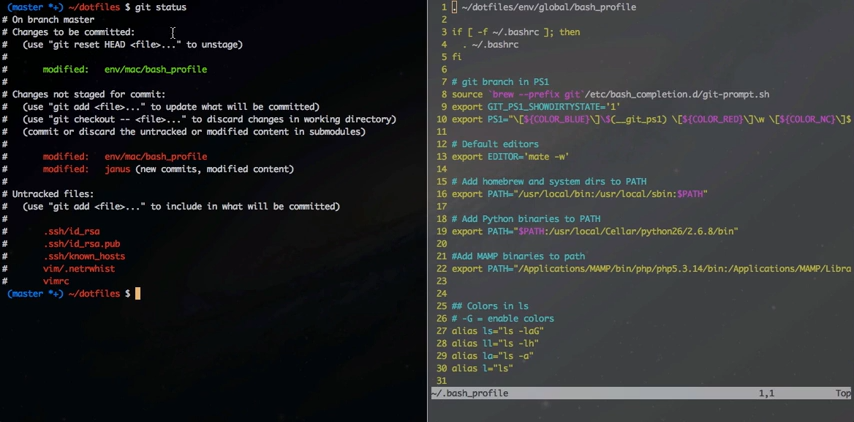 (master *+) ~/dotfiles $ git status
# On branch master
# Changes to be committed:
#   (use "git reset HEAD <file>..." to unstage)
#
#       modified:   env/mac/bash_profile
#
# Changes not staged for commit:
#   (use "git add <file>..." to update what will be committed)
#   (use "git checkout -- <file>..." to discard changes in working directory)
#   (commit or discard the untracked or modified content in submodules)
#
#       modified:   env/mac/bash_profile
#       modified:   janus (new commits, modified content)
#
# Untracked files:
#   (use "git add <file>..." to include in what will be committed)
#
#       .ssh/id_rsa
#       .ssh/id_rsa.pub
#       .ssh/known_hosts
#       vim/.netrwhist
#       vimrc
(master *+) ~/dotfiles $
1 . ~/dotfiles/env/global/bash_profile
2
3 if [ -f ~/.bashrc ]; then
4   . ~/.bashrc
5 fi
6
7 # git branch in PS1
8 source `brew --prefix git`/etc/bash_completion.d/git-prompt.sh
9 export GIT_PS1_SHOWDIRTYSTATE='1'
10 export PS1="\[${COLOR_BLUE}\]\$(__git_ps1) \[${COLOR_RED}\]\w \[${COLOR_NC}\]$
11
12 # Default editors
13 export EDITOR='mate -w'
14
15 # Add homebrew and system dirs to PATH
16 export PATH="/usr/local/bin:/usr/local/sbin:$PATH"
17
18 # Add Python binaries to PATH
19 export PATH="$PATH:/usr/local/Cellar/python26/2.6.8/bin"
20
21 #Add MAMP binaries to path
22 export PATH="/Applications/MAMP/bin/php/php5.3.14/bin:/Applications/MAMP/Libra
23
24
25 ## Colors in ls
26 # -G = enable colors
27 alias ls="ls -laG"
28 alias ll="ls -lh"
29 alias la="ls -a"
30 alias l="ls"
31
~/.bash_profile 1,1 Top